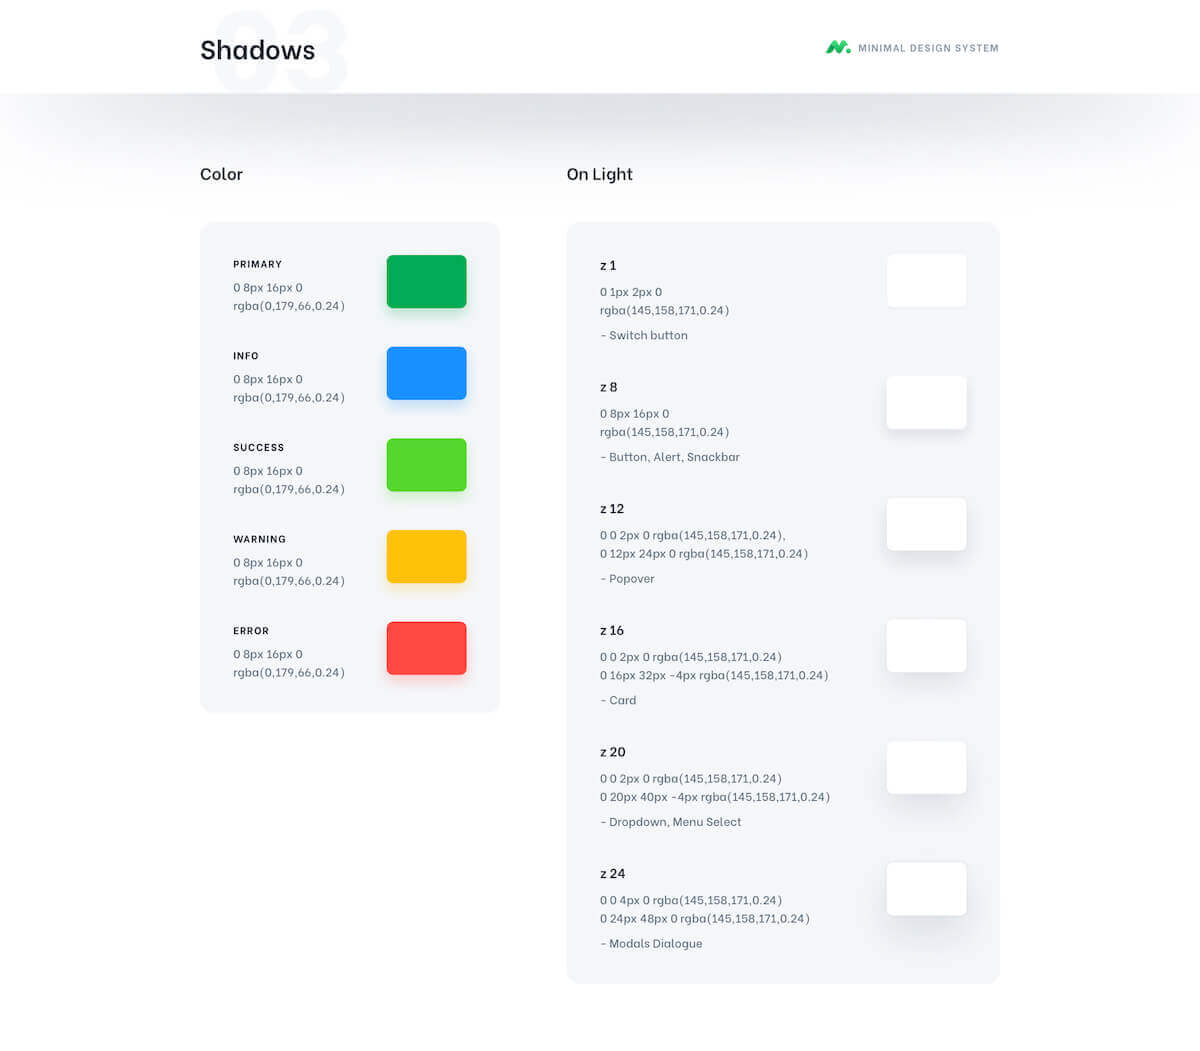 03
Shadows
MINIMAL DESIGN SYSTEM
Color
PRIMARY
0 8px 16px 0
rgba(0,179,66,0.24)
INFO
0 8px 16px 0
rgba(0,179,66,0.24)
SUCCESS
0 8px 16px 0
rgba(0,179,66,0.24)
WARNING
0 8px 16px 0
rgba(0,179,66,0.24)
ERROR
0 8px 16px 0
rgba(0,179,66,0.24)
On Light
z 1
0 1px 2px 0
rgba(145,158,171,0.24)
- Switch button
z 8
0 8px 16px 0
rgba(145,158,171,0.24)
- Button, Alert, Snackbar
z 12
0 0 2px 0 rgba(145,158,171,0.24),
0 12px 24px 0 rgba(145,158,171,0.24)
- Popover
z 16
0 0 2px 0 rgba(145,158,171,0.24)
0 16px 32px -4px rgba(145,158,171,0.24)
- Card
z 20
0 0 2px 0 rgba(145,158,171,0.24)
0 20px 40px -4px rgba(145,158,171,0.24)
- Dropdown, Menu Select
z 24
0 0 4px 0 rgba(145,158,171,0.24)
0 24px 48px 0 rgba(145,158,171,0.24)
- Modals Dialogue